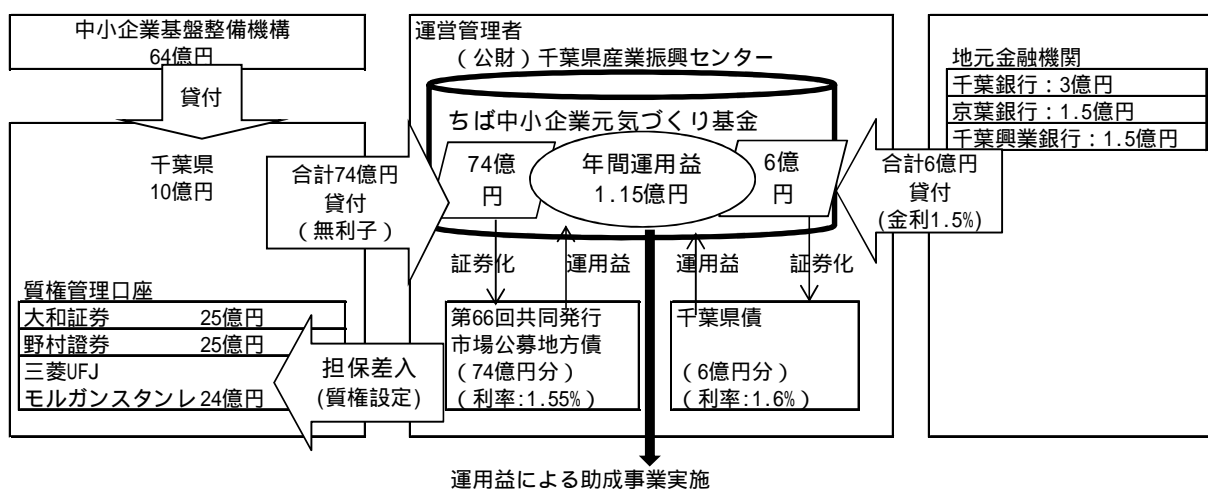 中小企業基盤整備機構
64億円
貸付
千葉県
10億円
質権管理口座
大和証券 25億円
野村證券 25億円
三菱UFJ
モルガンスタンレ 24億円
合計74億円
貸付
(無利子)
担保差入
(質権設定)
運営管理者
(公財)千葉県産業振興センター
ちば中小企業元気づくり基金
74億
円
年間運用益
1.15億円
6億
円
証券化
運用益
運用益
証券化
第66回共同発行
市場公募地方債
(74億円分)
(利率:1.55%)
千葉県債
(6億円分)
(利率:1.6%)
運用益による助成事業実施
地元金融機関
千葉銀行:3億円
京葉銀行:1.5億円
千葉興業銀行:1.5億円
合計6億円
貸付
(金利1.5%)